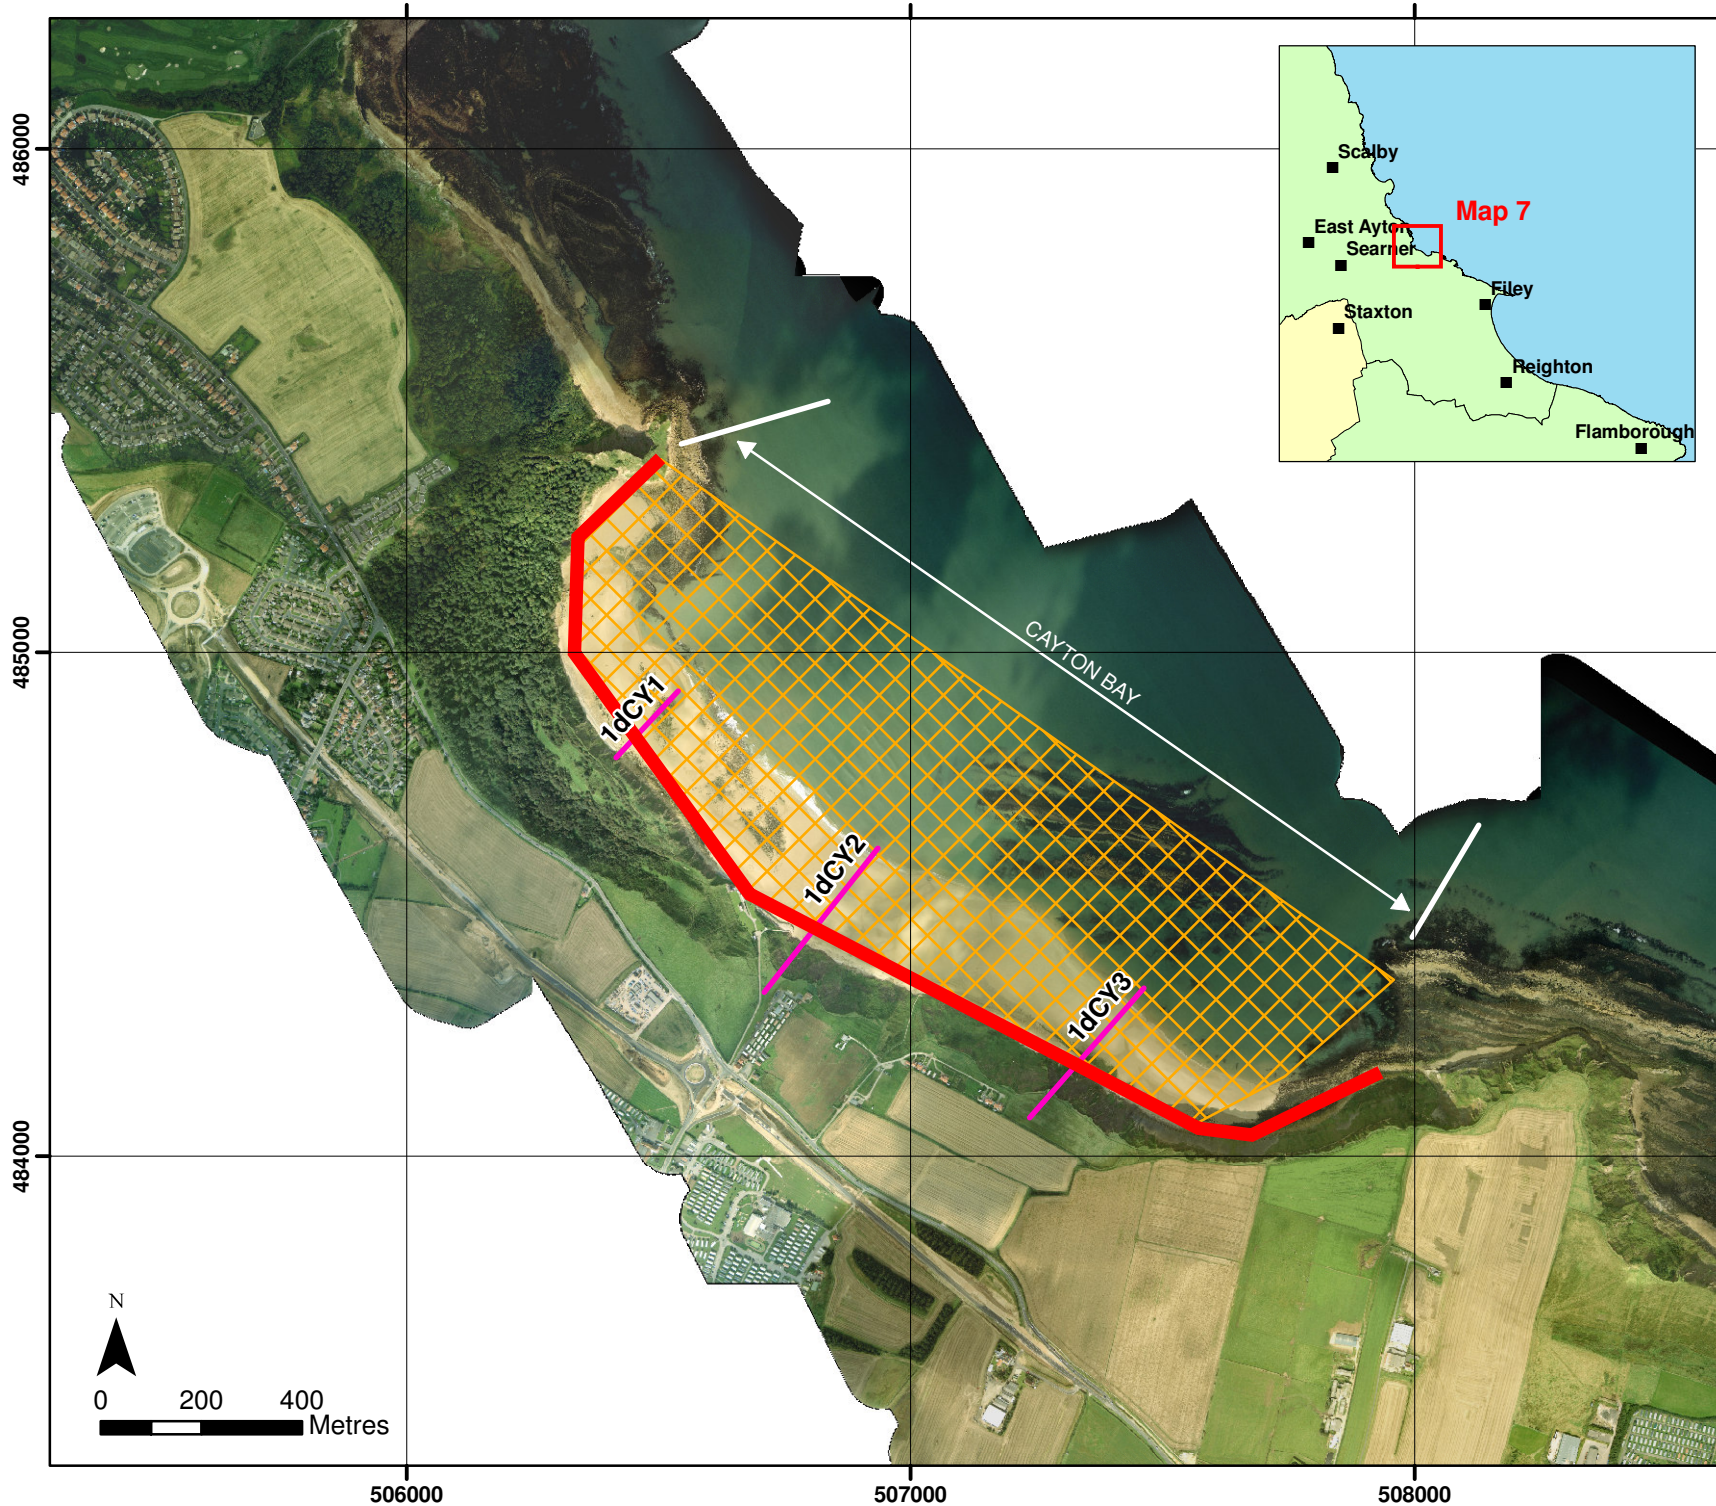 486000
485000
484000
506000
507000
508000
Scalby
East Ayton
Searner
Staxton
Map 7
Filey
Reighton
Flamborough
CAYTON BAY
1dCY1
1dCY2
1dCY3
N
0 200 400
Metres